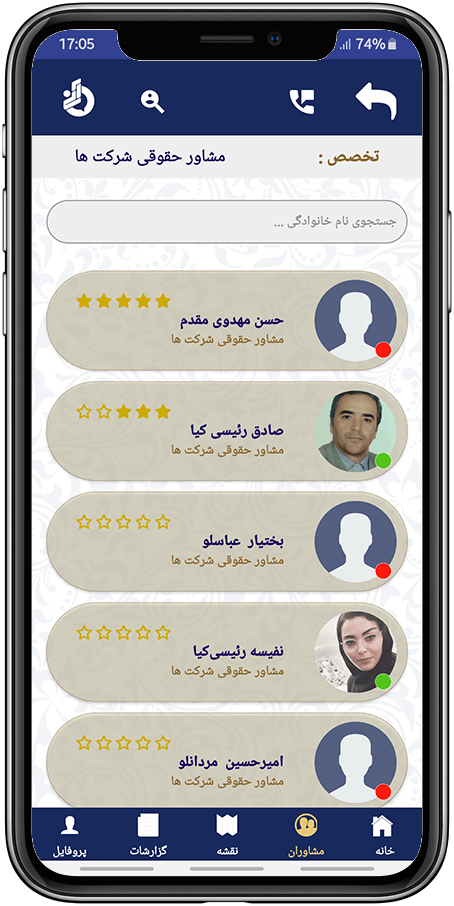 17:05 74%
تخصص : مشاور حقوقی شرکت ها
جستجوی نام خانوادگی ...
حسن مهدوی مقدم
مشاور حقوقی شرکت ها
صادق رئیسی کیا
مشاور حقوقی شرکت ها
بختیار عباسلو
مشاور حقوقی شرکت ها
نفیسه رئیسی‌کیا
مشاور حقوقی شرکت ها
امیرحسین مردانلو
مشاور حقوقی شرکت ها
خانه مشاوران نقشه گزارشات پروفایل